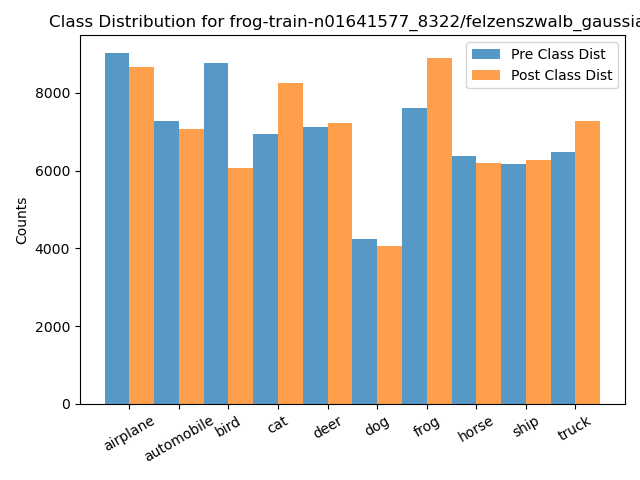 Class Distribution for frog-train-n01641577_8322/felzenszwalb_gaussia
Pre Class Dist
Post Class Dist
Counts
8000
6000
4000
2000
0
airplane
automobile
bird
cat
deer
dog
frog
horse
ship
truck